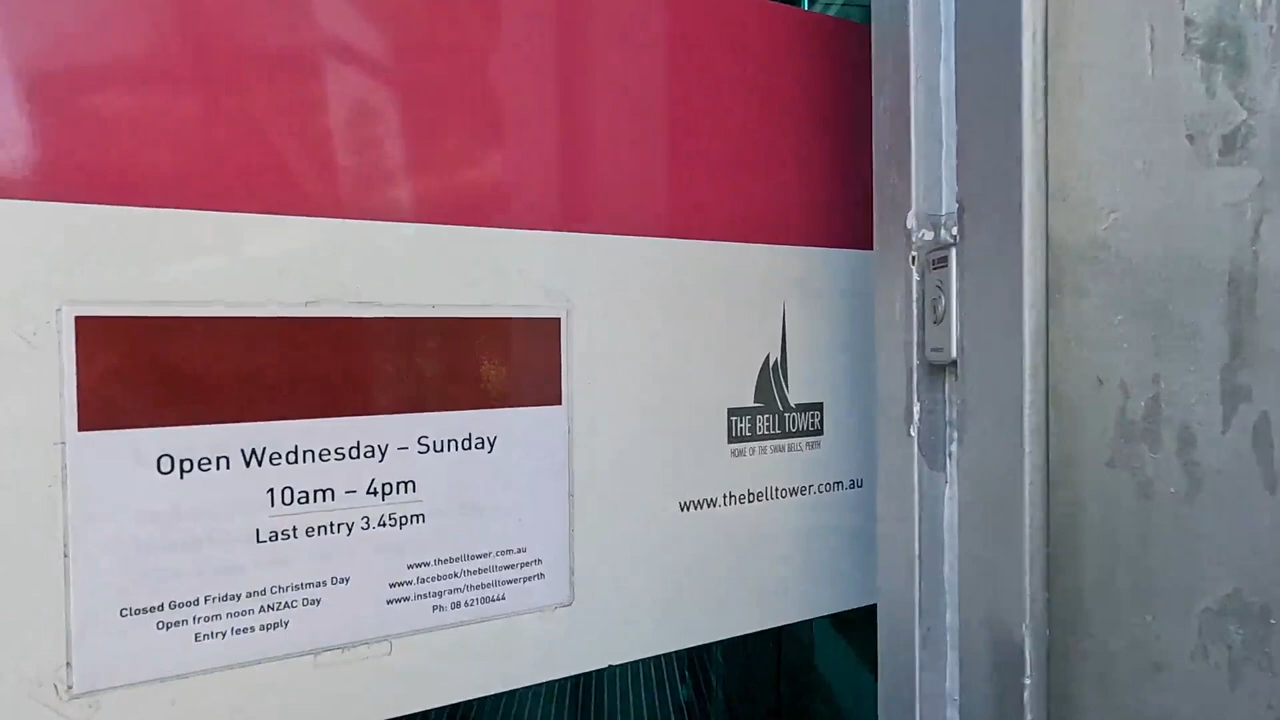 Open Wednesday – Sunday
10am – 4pm
Last entry 3.45pm
Closed Good Friday and Christmas Day
Open from noon ANZAC Day
Entry fees apply
www.thebelltower.com.au
www.facebook/thebelltowerperth
www.instagram/thebelltowerperth
Ph: 08 62100444
THE BELL TOWER
HOME OF THE SWAN BELLS, PERTH
www.thebelltower.com.au